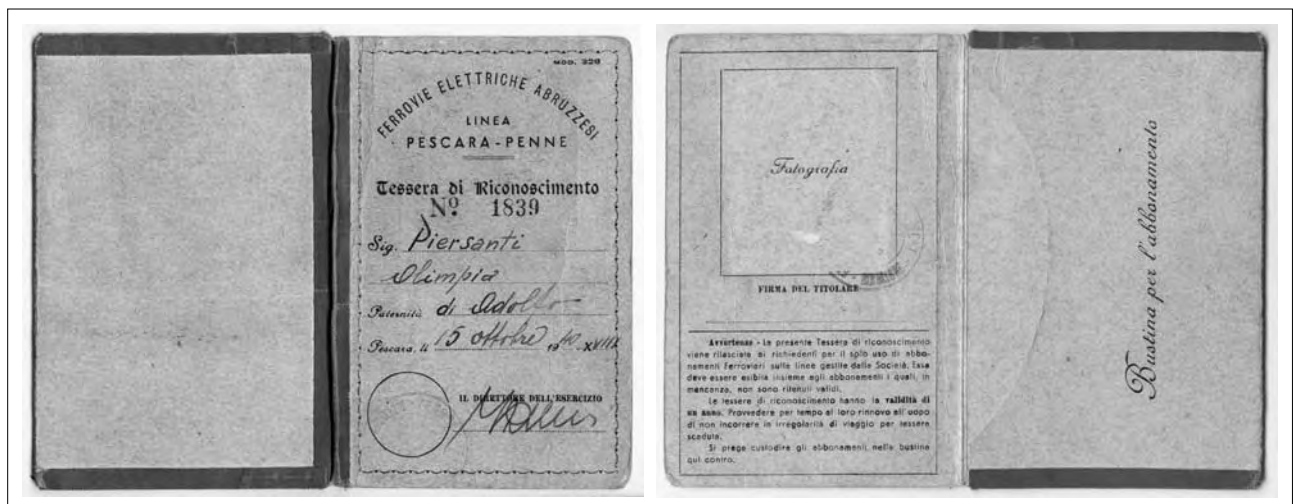 MOD. 226
FERROVIE ELETTRICHE ABRUZZESI
LINEA
PESCARA-PENNE
Tessera di Riconoscimento
Nº 1839
Sig. Piersanti
Olimpia
Paternità di Adolfo
Pescara, li 15 ottobre 1940. XVIII
IL DIRETTORE DELL'ESERCIZIO
Fotografia
FIRMA DEL TITOLARE
Avvertenze - La presente Tessera di riconoscimento
viene rilasciata ai richiedenti per il solo uso di abbo-
namenti Ferroviari sulle linee gestite dalla Società. Essa
deve essere esibita insieme agli abbonamenti i quali, in
mancanza, non sono ritenuti validi.
Le tessere di riconoscimento hanno la validità di
un anno. Provvedere per tempo al loro rinnovo all'uopo
di non incorrere in irregolarità di viaggio per tessera
scaduta.
Si prega custodire gli abbonamenti nella bustina
qui contro.
Bustina per l'abbonamento